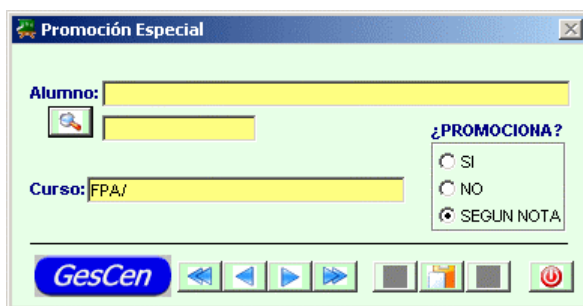 Promoción Especial
Alumno:
¿PROMOCIONA?
SI
Curso: FPA/
NO
SEGUN NOTA
GesCen